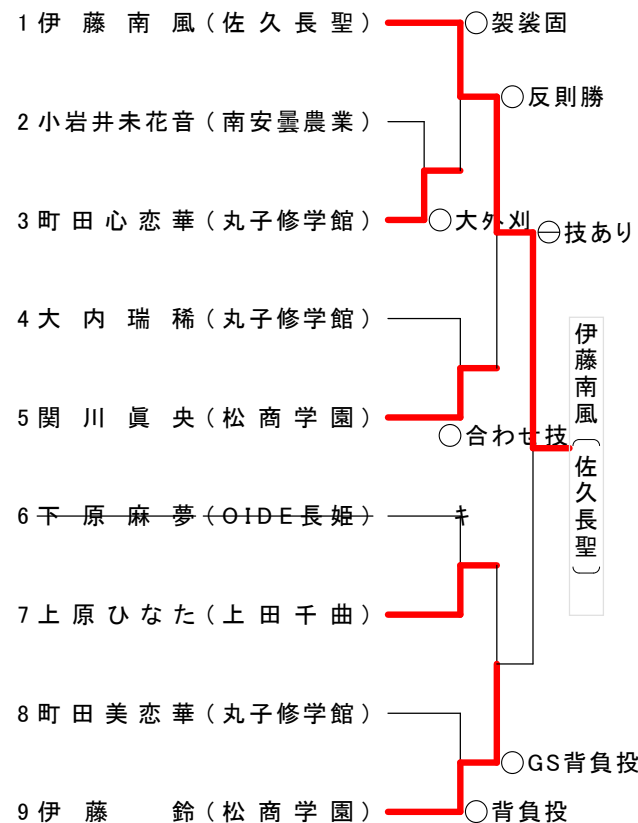 1 伊藤南風(佐久長聖) ○袈裟固
○反則勝
2 小岩井未花音(南安曇農業)
3 町田心恋華(丸子修学館) ○大外刈
⊖技あり
4 大内瑞稀(丸子修学館)
5 関川眞央(松商学園)
○合わせ技
伊藤南風(佐久長聖)
6 下原麻夢(OIDE長姫) キ
7 上原ひなた(上田千曲)
8 町田美恋華(丸子修学館)
○GS背負投
9 伊藤 鈴(松商学園) ○背負投